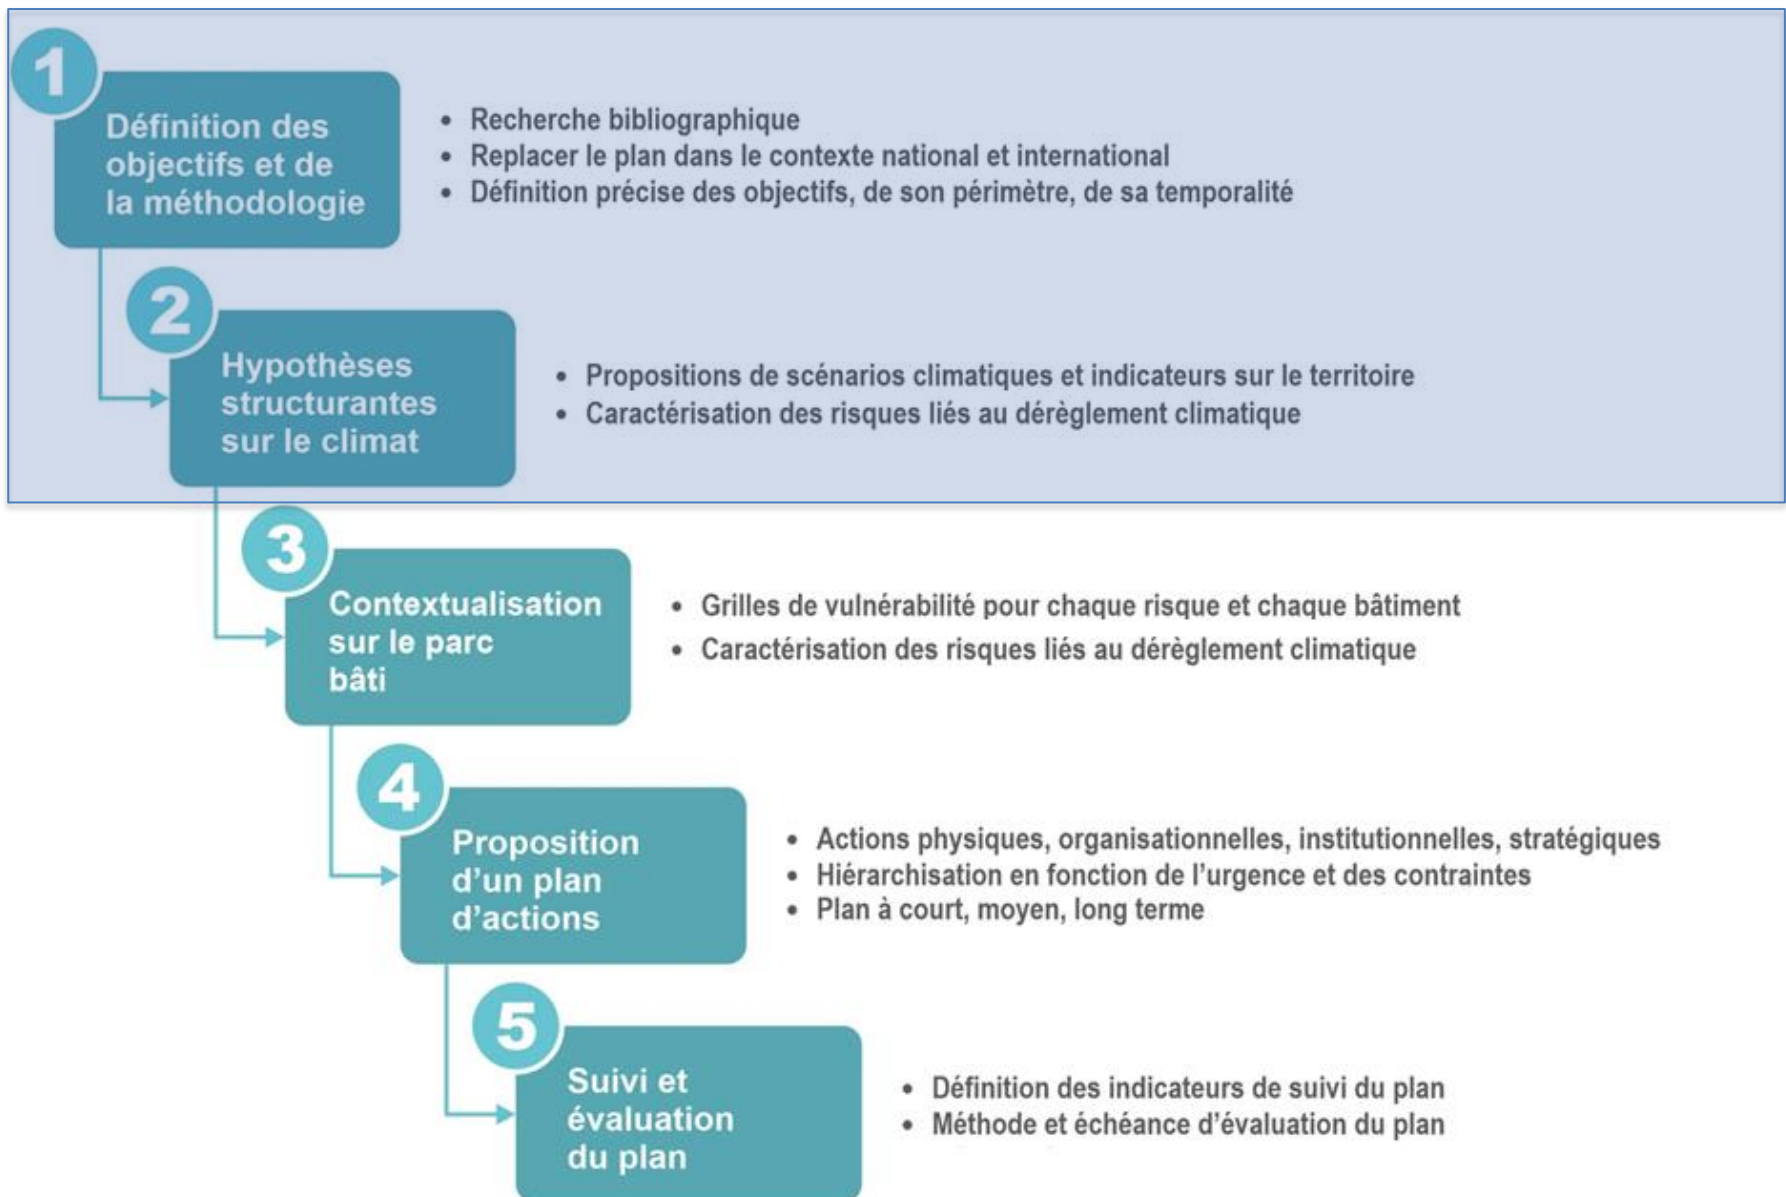 1
Définition des
objectifs et de
la méthodologie
• Recherche bibliographique
• Replacer le plan dans le contexte national et international
• Définition précise des objectifs, de son périmètre, de sa temporalité
2
Hypothèses
structurantes
sur le climat
• Propositions de scénarios climatiques et indicateurs sur le territoire
• Caractérisation des risques liés au dérèglement climatique
3
Contextualisation
sur le parc
bâti
• Grilles de vulnérabilité pour chaque risque et chaque bâtiment
• Caractérisation des risques liés au dérèglement climatique
4
Proposition
d’un plan
d’actions
• Actions physiques, organisationnelles, institutionnelles, stratégiques
• Hiérarchisation en fonction de l’urgence et des contraintes
• Plan à court, moyen, long terme
5
Suivi et
évaluation
du plan
• Définition des indicateurs de suivi du plan
• Méthode et échéance d’évaluation du plan